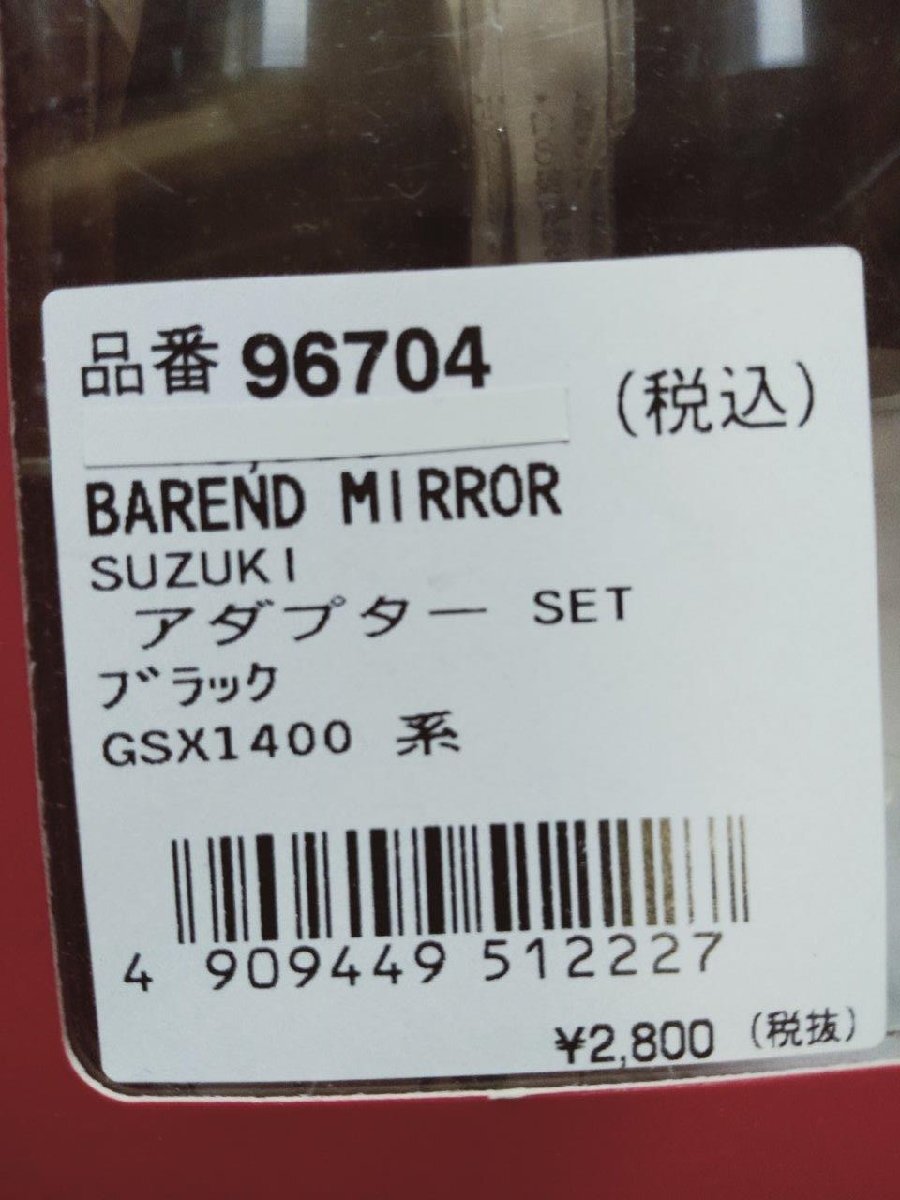 品番 96704
(税込)
BAREND MIRROR
SUZUKI
アダプター SET
ブラック
GSX1400 系
4 909449 512227
¥2,800 (税抜)